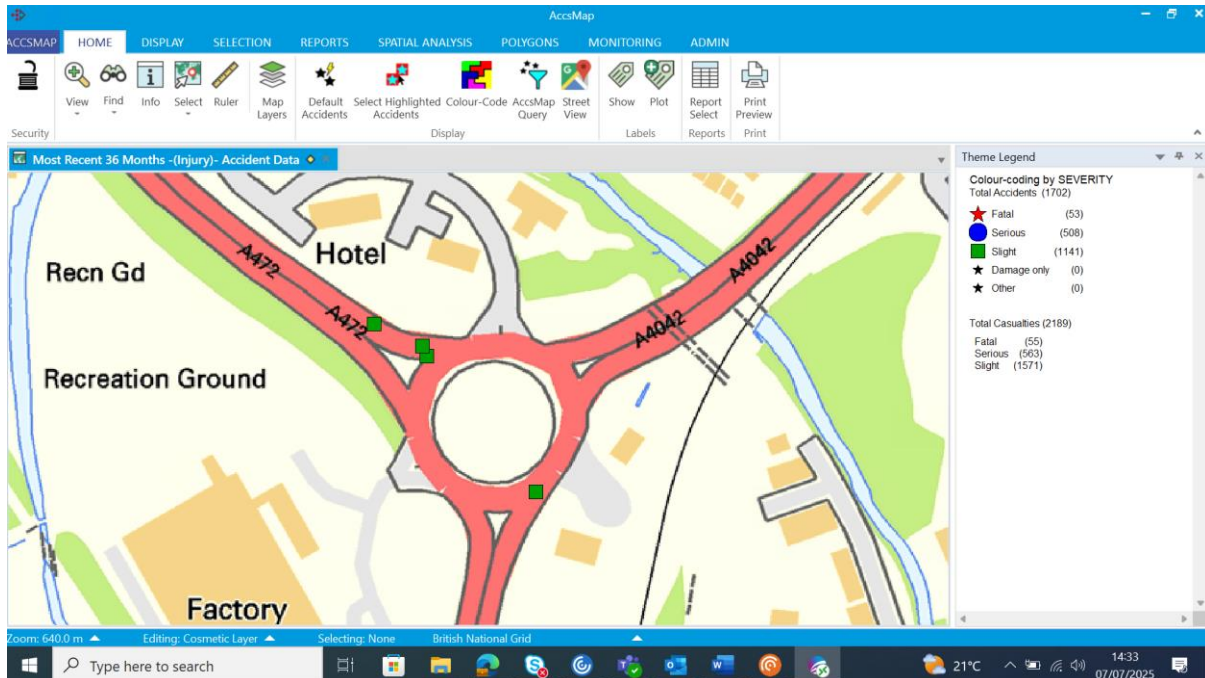 AccsMap
ACCSMAP HOME DISPLAY SELECTION REPORTS SPATIAL ANALYSIS POLYGONS MONITORING ADMIN
View Find Info Select Ruler Map Layers Default Accidents Select Highlighted Accidents Colour-Code AccsMap Query Street View Show Plot Report Select Print Preview
Security Display Labels Reports Print
Most Recent 36 Months -(Injury)- Accident Data
Hotel
Recn Gd
A472
A472
A4042
A4042
Recreation Ground
Factory
Theme Legend
Colour-coding by SEVERITY
Total Accidents (1702)
Fatal (53)
Serious (508)
Slight (1141)
Damage only (0)
Other (0)
Total Casualties (2189)
Fatal (55)
Serious (563)
Slight (1571)
Zoom: 640.0 m Editing: Cosmetic Layer Selecting: None British National Grid
Type here to search
21°C
14:33
07/07/2025